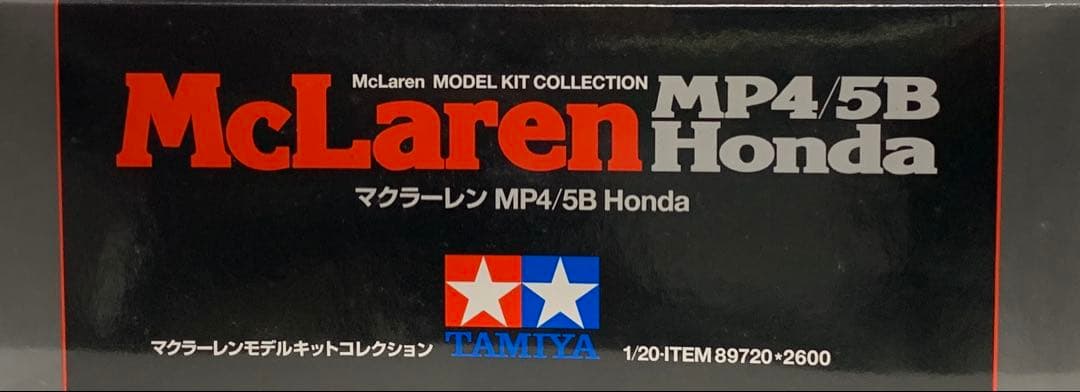 McLaren MODEL KIT COLLECTION
McLaren MP4/5B
Honda
マクラーレン MP4/5B Honda
TAMIYA
マクラーレンモデルキットコレクション
1/20·ITEM 89720*2600